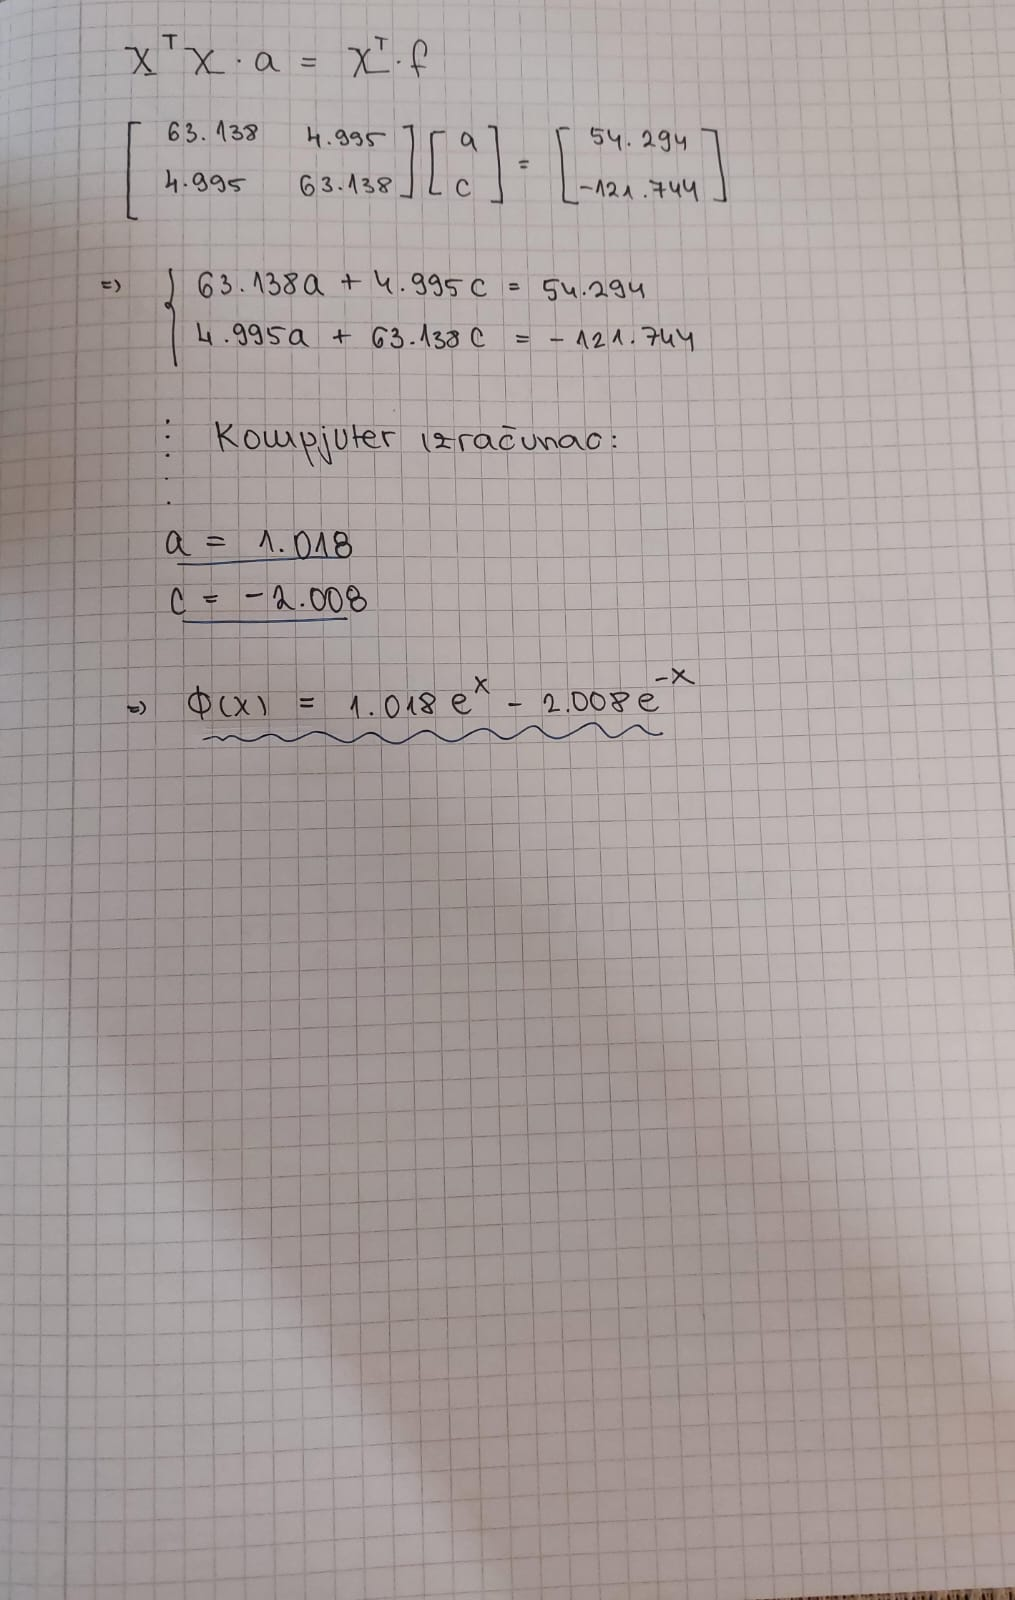 X^T X · a = X^T · f
[ 63.138 4.995 ] [ a ] = [ 54.294 ]
[ 4.995 63.138 ] [ c ] [ -121.744 ]
=> { 63.138a + 4.995c = 54.294
4.995a + 63.138c = -121.744
⋮ Kompjuter izračunao:
a = 1.018
c = -2.008
=> Φ(x) = 1.018 e^x - 2.008 e^-x